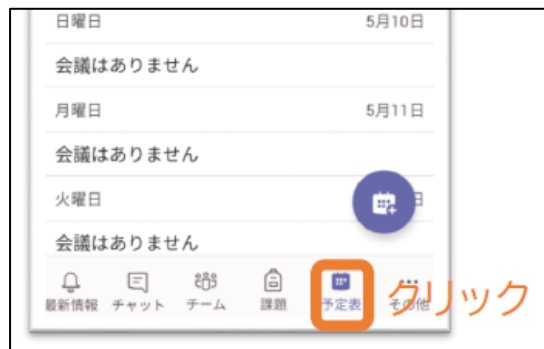 日曜日 5月10日
会議はありません
月曜日 5月11日
会議はありません
火曜日 日
会議はありません
最新情報 チャット チーム 課題 予定表 その他
クリック